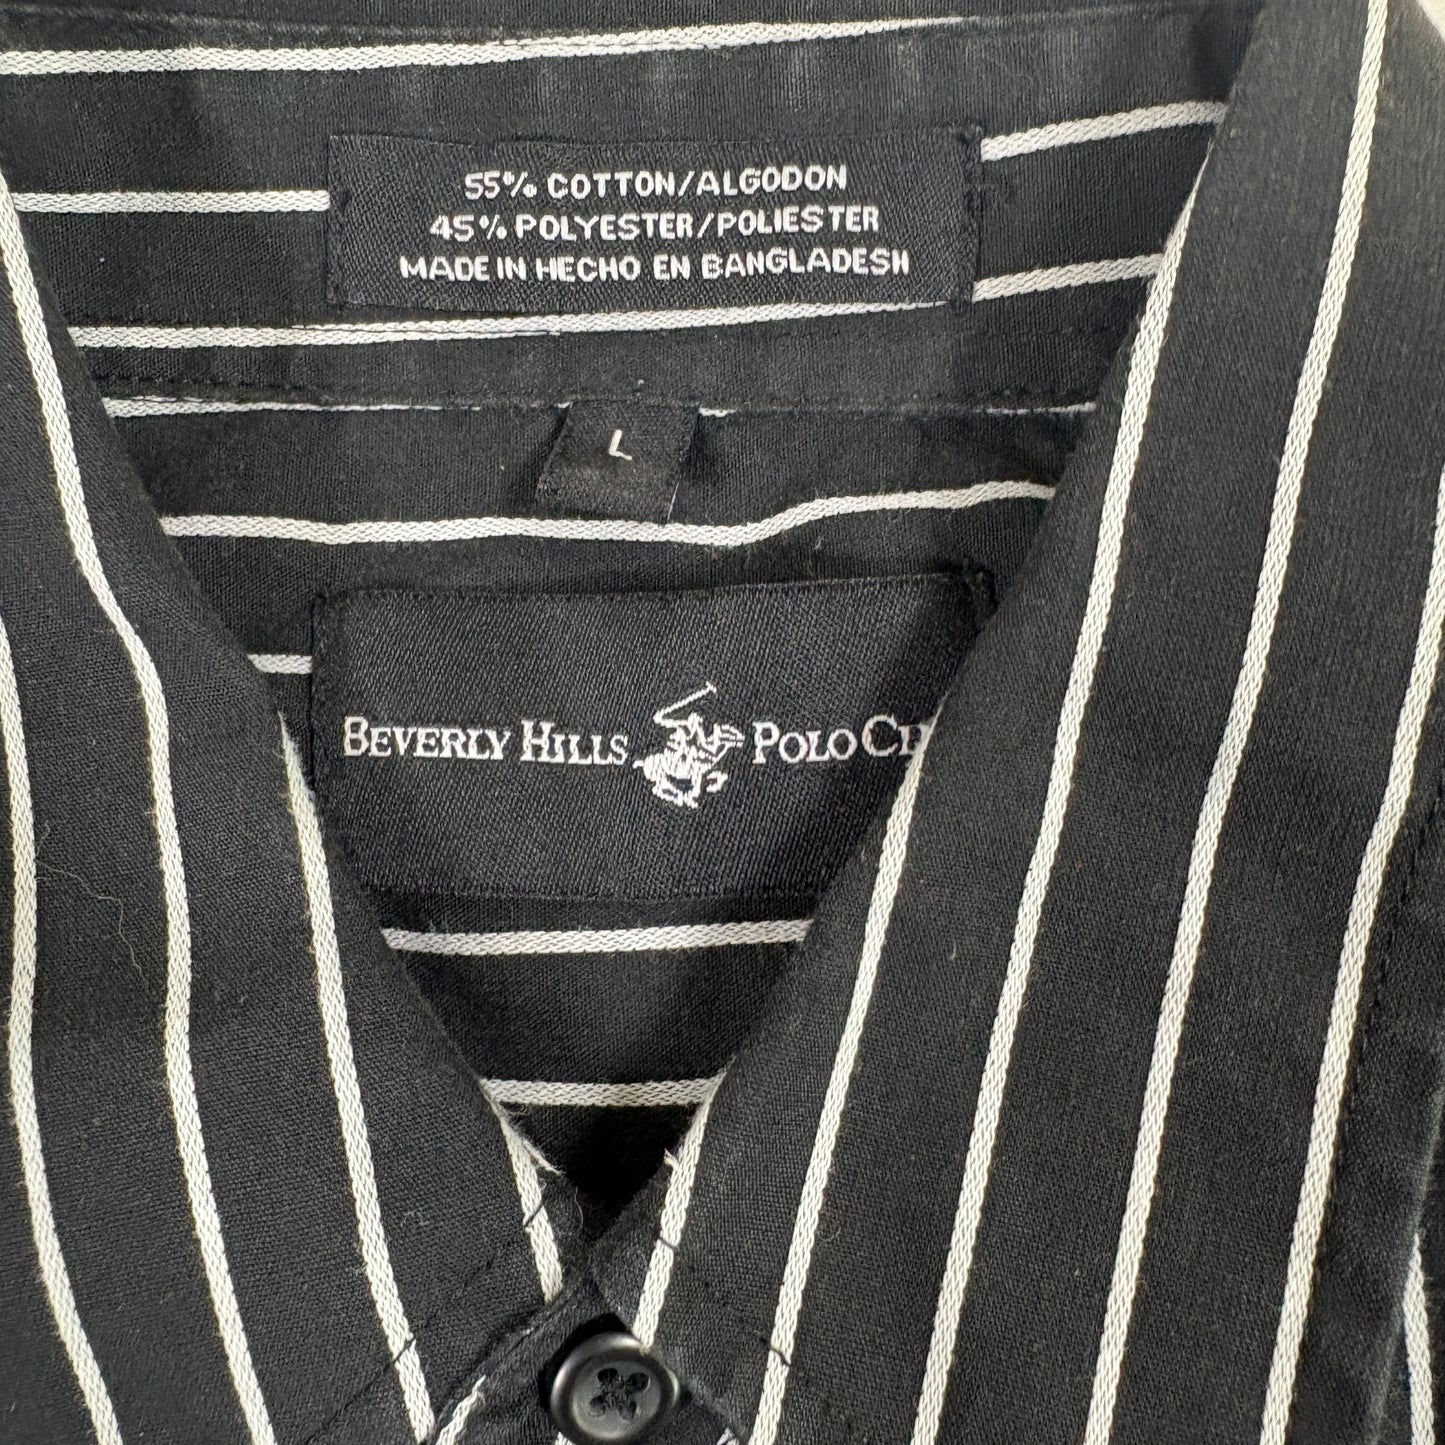 55% COTTON/ALGODON
45% POLYESTER/POLIESTER
MADE IN HECHO EN BANGLADESH
L
BEVERLY HILLS POLO